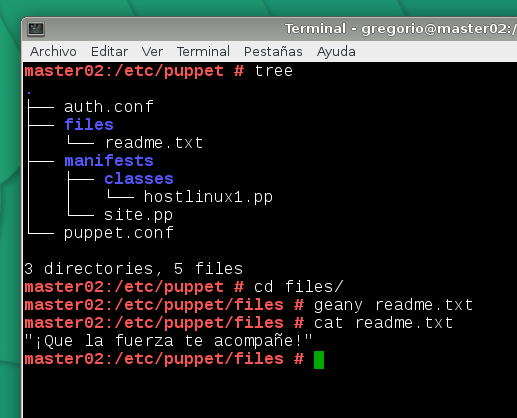 Terminal - gregorio@master02:/
Archivo Editar Ver Terminal Pestañas Ayuda
master02:/etc/puppet # tree
.
├── auth.conf
├── files
│   └── readme.txt
├── manifests
│   ├── classes
│   │   └── hostlinux1.pp
│   └── site.pp
└── puppet.conf
3 directories, 5 files
master02:/etc/puppet # cd files/
master02:/etc/puppet/files # geany readme.txt
master02:/etc/puppet/files # cat readme.txt
"¡Que la fuerza te acompañe!"
master02:/etc/puppet/files #